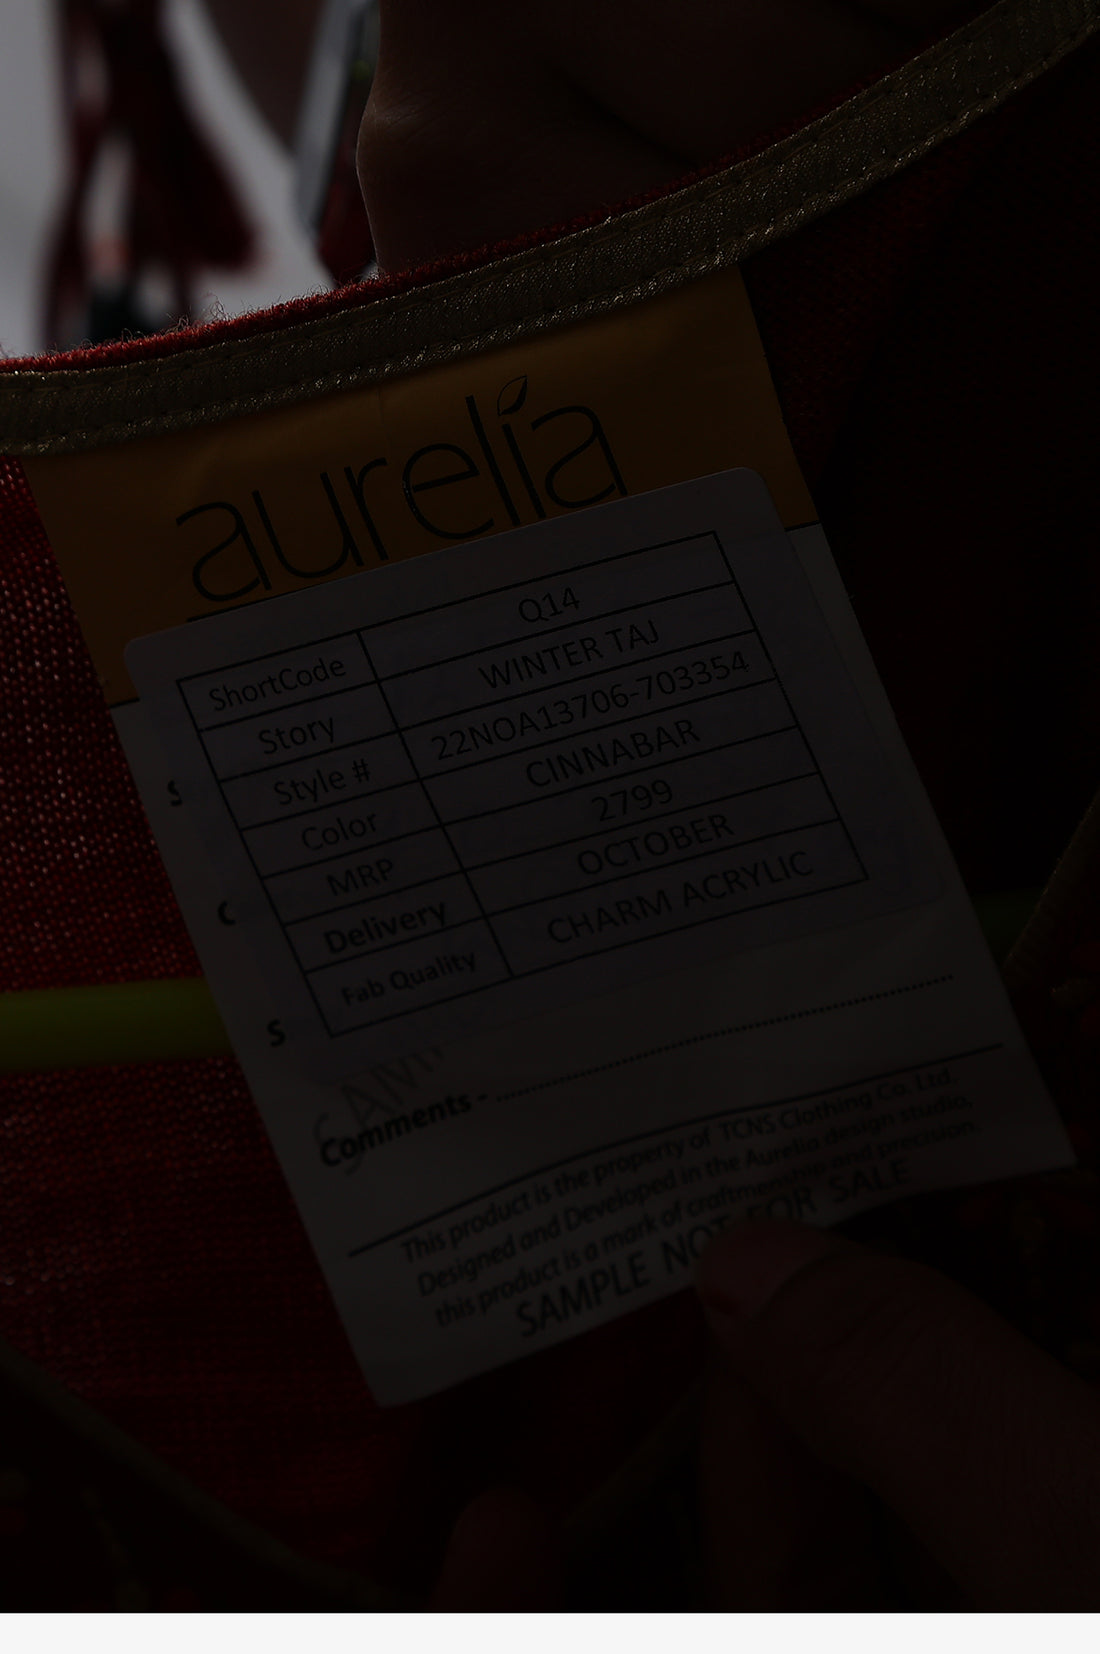 aurelia
ShortCode Q14
Story WINTER TAJ
Style # 22NOA13706-703354
Color CINNABAR
MRP 2799
Delivery OCTOBER
Fab Quality CHARM ACRYLIC
S
C
S
Comments - ..........
This product is the property of TCNS Clothing Co. Ltd.
Designed and Developed in the Aurelia design studio,
this product is a mark of craftmenship and precision.
SAMPLE NOT FOR SALE